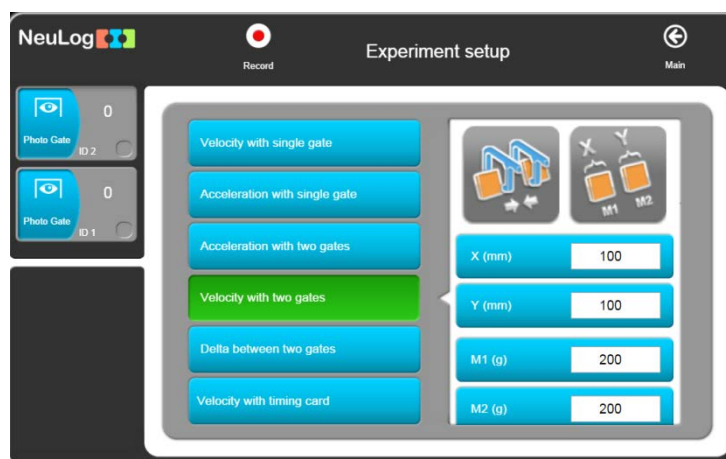 NeuLog
Record
Experiment setup
Main
0
Photo Gate
ID 2
0
Photo Gate
ID 1
Velocity with single gate
Acceleration with single gate
Acceleration with two gates
Velocity with two gates
Delta between two gates
Velocity with timing card
X Y
M1 M2
X (mm) 100
Y (mm) 100
M1 (g) 200
M2 (g) 200